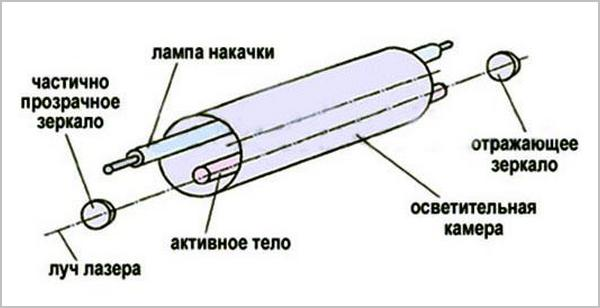 лампа накачки
частично
прозрачное
зеркало
отражающее
зеркало
осветительная
камера
активное тело
луч лазера